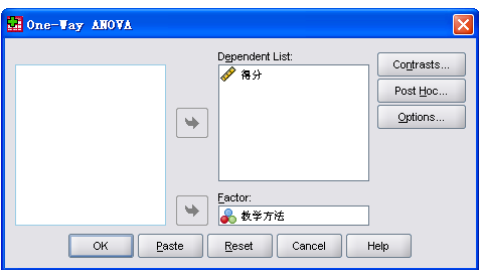 One-Way ANOVA
Dependent List:
得分
Contrasts...
Post Hoc...
Options...
Factor:
教学方法
OK Paste Reset Cancel Help